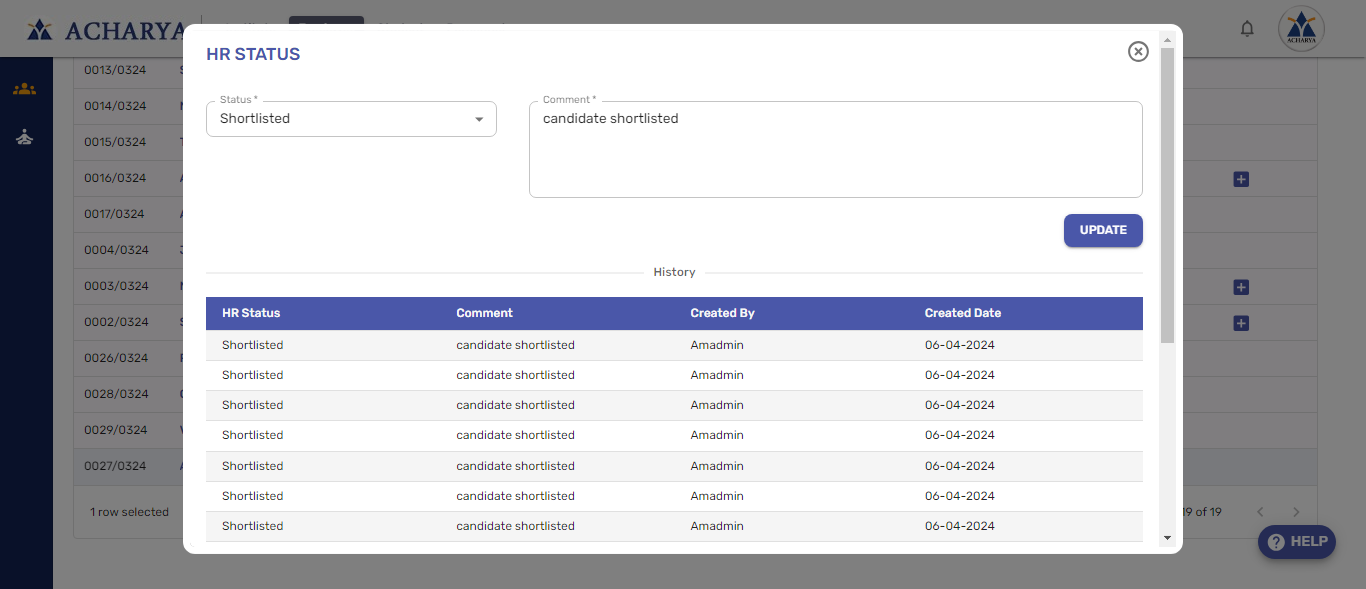 ACHARYA
ACHARYA
HR STATUS
Status *
Shortlisted
Comment *
candidate shortlisted
UPDATE
History
HR Status Comment Created By Created Date
Shortlisted candidate shortlisted Amadmin 06-04-2024
Shortlisted candidate shortlisted Amadmin 06-04-2024
Shortlisted candidate shortlisted Amadmin 06-04-2024
Shortlisted candidate shortlisted Amadmin 06-04-2024
Shortlisted candidate shortlisted Amadmin 06-04-2024
Shortlisted candidate shortlisted Amadmin 06-04-2024
Shortlisted candidate shortlisted Amadmin 06-04-2024
0013/0324
0014/0324
0015/0324
0016/0324
0017/0324
0004/0324
0003/0324
0002/0324
0026/0324
0028/0324
0029/0324
0027/0324
1 row selected
19 of 19
HELP